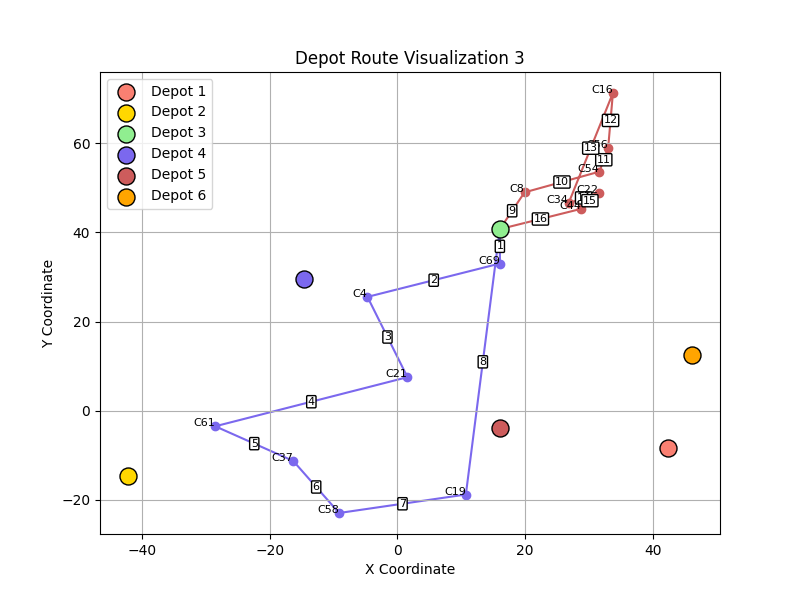 Depot Route Visualization 3
Depot 1
Depot 2
Depot 3
Depot 4
Depot 5
Depot 6
Y Coordinate
60
40
20
0
−20
−40
−20
0
20
40
X Coordinate
C16
12
13
11
C54
C8
10
C22
C34
15
9
16
1
C69
2
C4
3
C21
8
4
C61
5
C37
6
C19
7
C58